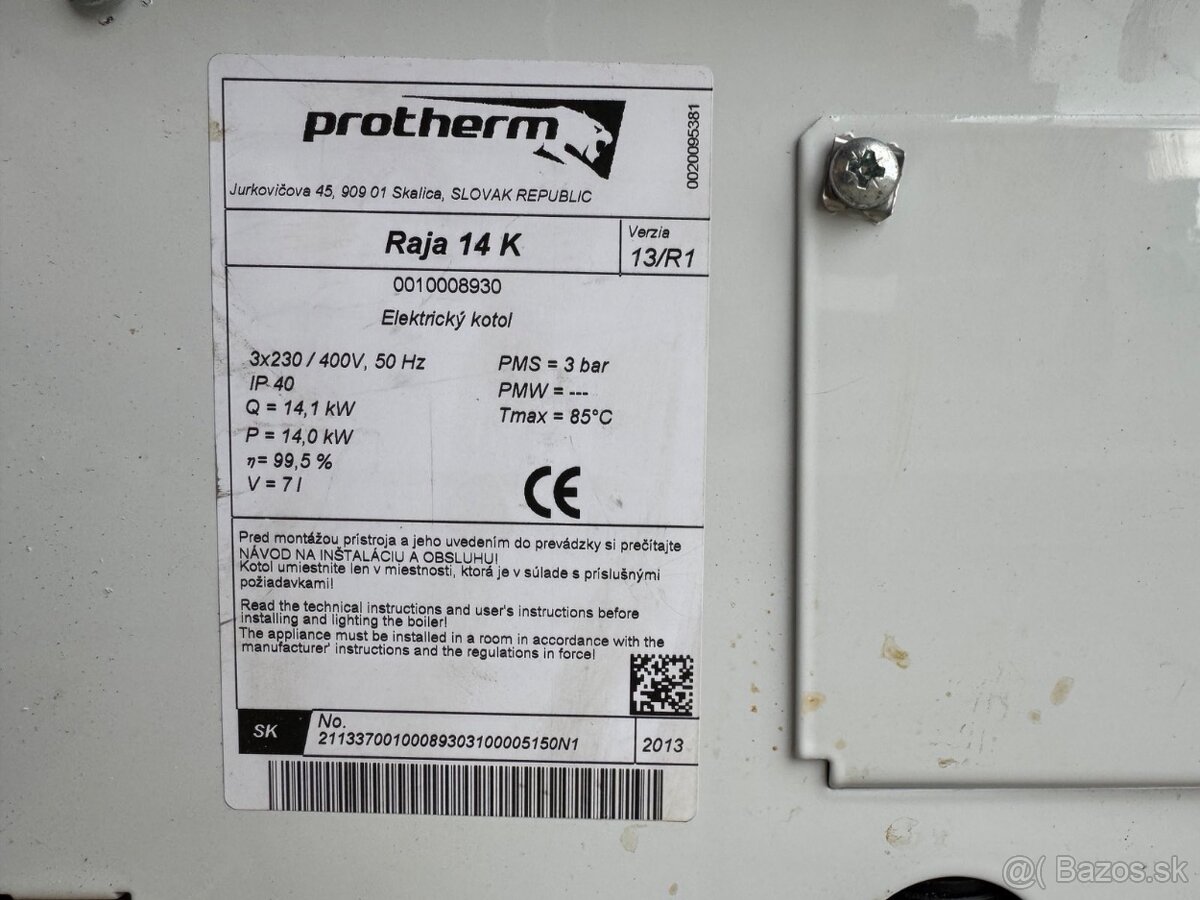 protherm
0020095381
Jurkovičova 45, 909 01 Skalica, SLOVAK REPUBLIC
Raja 14 K
Verzia
13/R1
0010008930
Elektrický kotol
3x230 / 400V, 50 Hz
IP 40
Q = 14,1 kW
P = 14,0 kW
η= 99,5 %
V = 7 l
PMS = 3 bar
PMW = ---
Tmax = 85°C
CE
Pred montážou prístroja a jeho uvedením do prevádzky si prečítajte
NÁVOD NA INŠTALÁCIU A OBSLUHU!
Kotol umiestnite len v miestnosti, ktorá je v súlade s príslušnými
požiadavkami!
Read the technical instructions and user's instructions before
installing and lighting the boiler!
The appliance must be installed in a room in accordance with the
manufacturer' instructions and the regulations in force!
SK
No.
21133700100089303100005150N1
2013
@( Bazos.sk